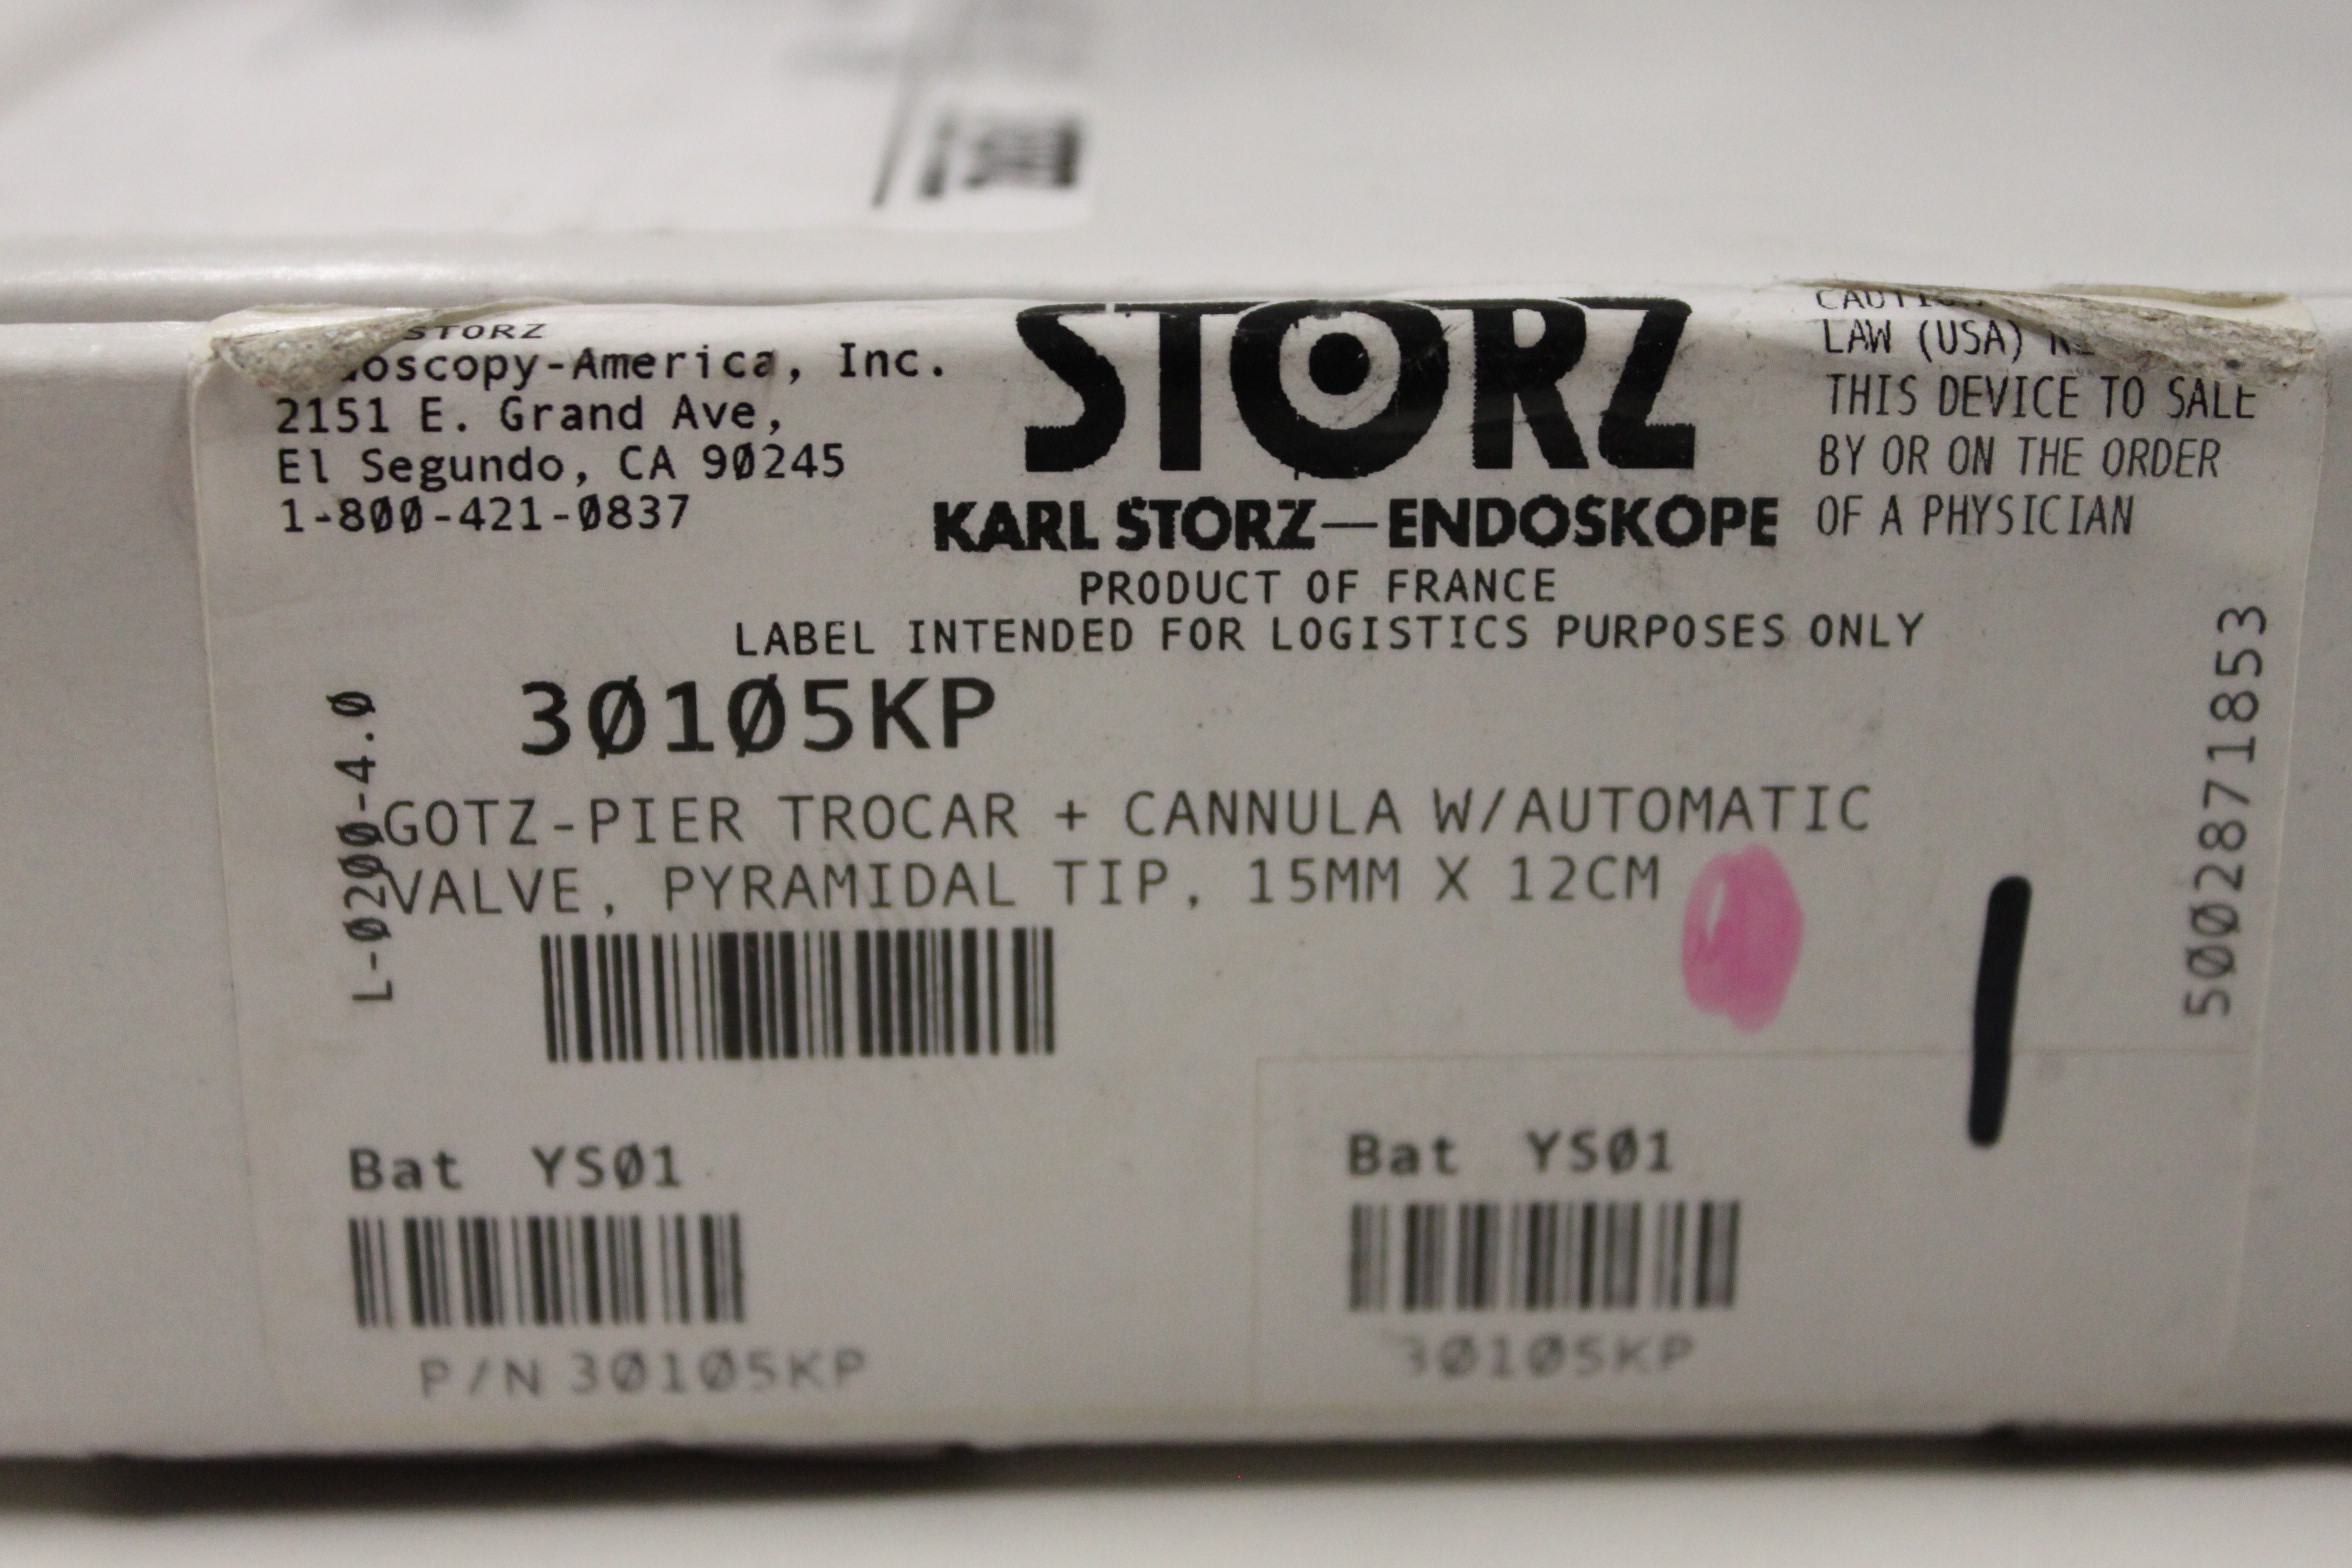 STORZ
Endoscopy-America, Inc.
2151 E. Grand Ave,
El Segundo, CA 90245
1-800-421-0837
STORZ
KARL STORZ—ENDOSKOPE
PRODUCT OF FRANCE
LABEL INTENDED FOR LOGISTICS PURPOSES ONLY
LAW (USA)
THIS DEVICE TO SALE
BY OR ON THE ORDER
OF A PHYSICIAN
30105KP
L-0200-4.0
GOTZ-PIER TROCAR + CANNULA W/AUTOMATIC
VALVE, PYRAMIDAL TIP, 15MM X 12CM
5002871853
Bat YS01
P/N 30105KP
Bat YS01
30105KP